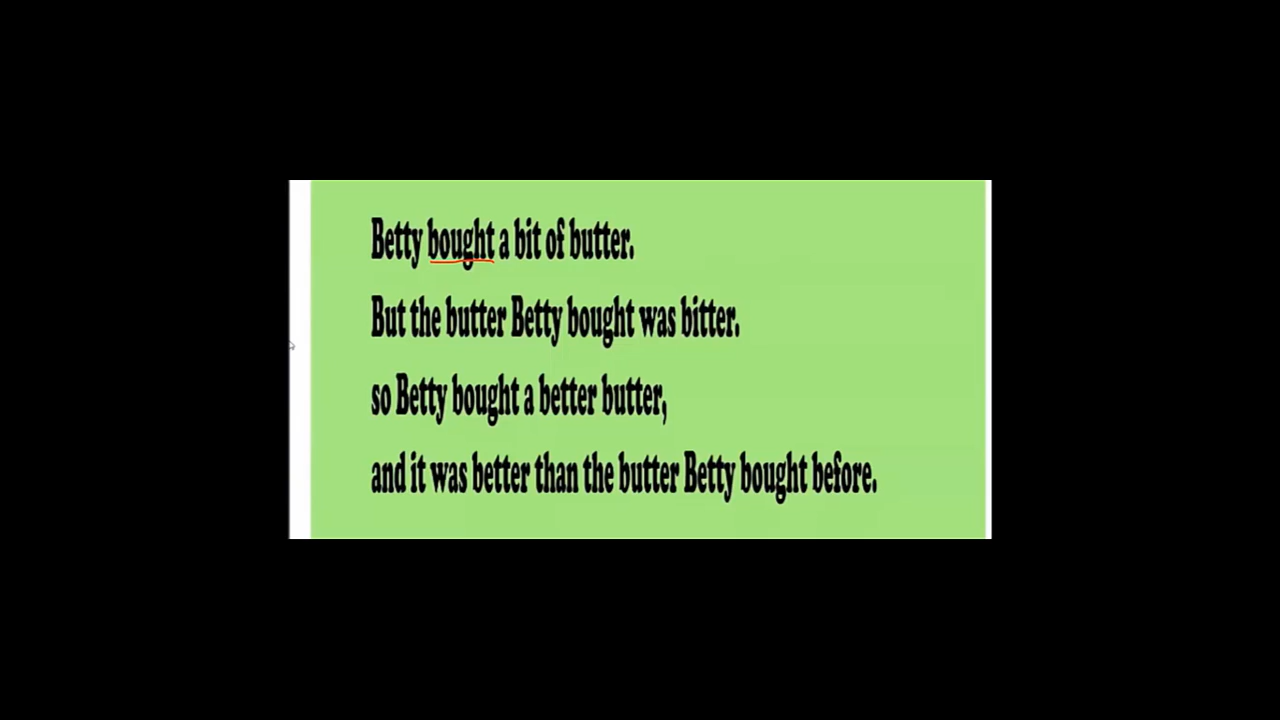 Betty bought a bit of butter.
But the butter Betty bought was bitter.
so Betty bought a better butter,
and it was better than the butter Betty bought before.